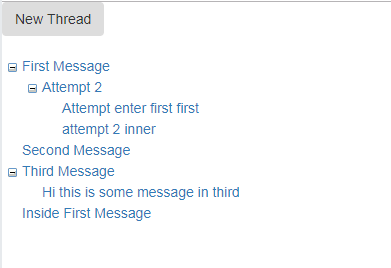 New Thread
First Message
Attempt 2
Attempt enter first first
attempt 2 inner
Second Message
Third Message
Hi this is some message in third
Inside First Message